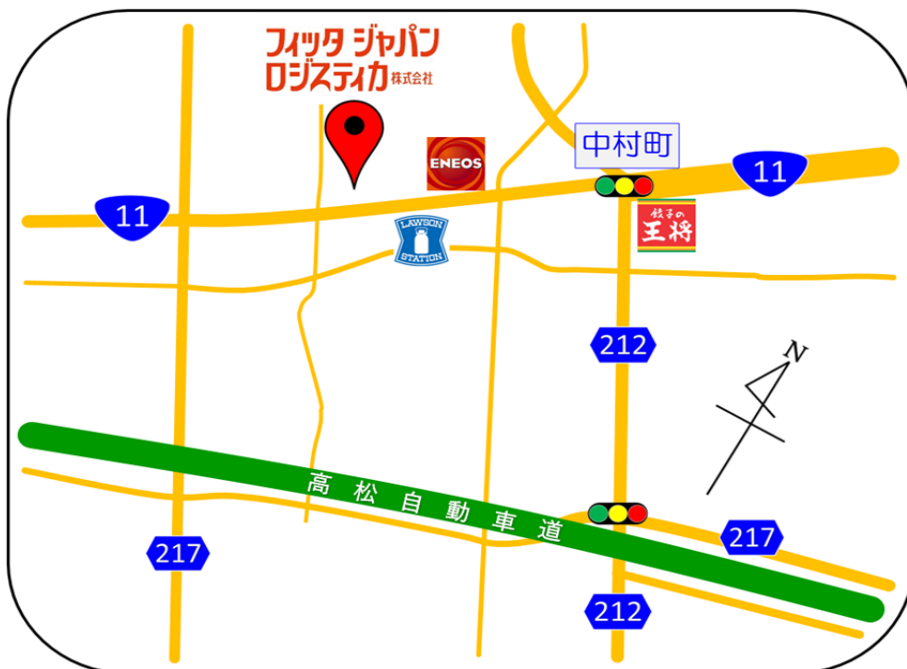 フィッタ ジャパン
ロジスティカ 株式会社
ENEOS
中村町
11
11
LAWSON
STATION
餃子の
王将
212
N
高松自動車道
217
217
212